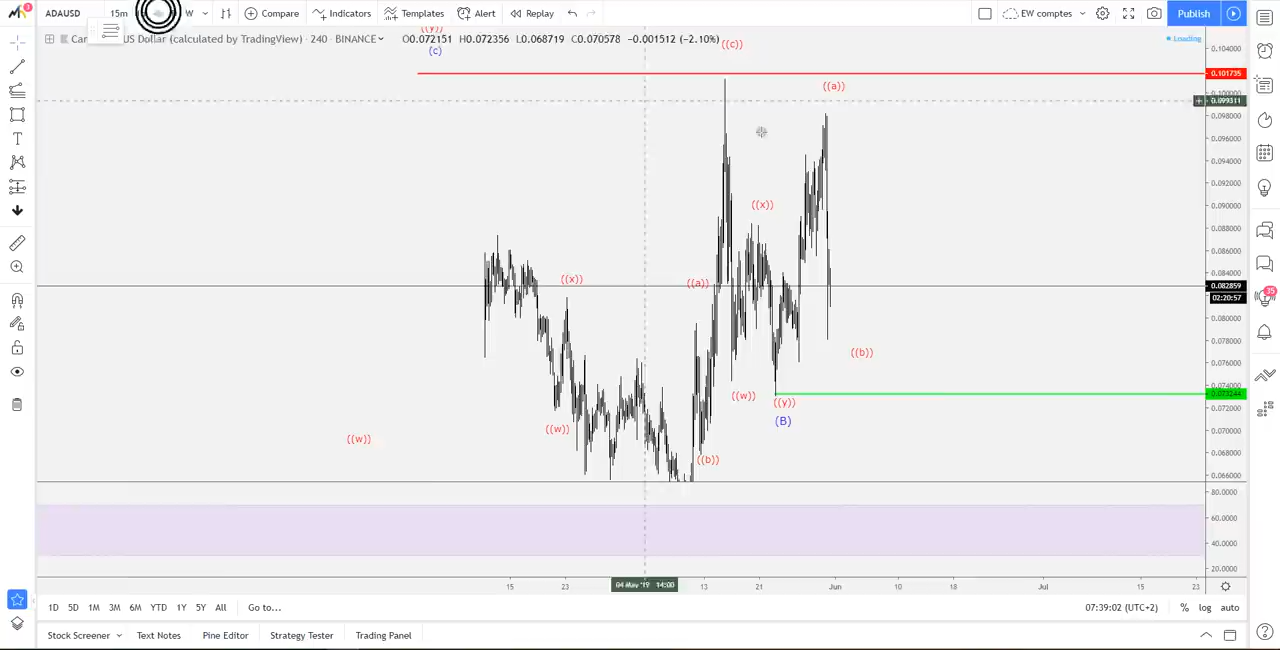 ADAUSD 15m W Compare Indicators Templates Alert Replay EW comptes Publish
US Dollar (calculated by TradingView) · 240 · BINANCE O0.072151 H0.072356 L0.068719 C0.070578 −0.001512 (−2.10%)
Loading
((y))
(c)
((c))
((a))
((x))
((x))
((a))
((b))
((w))
((y))
(B)
((w))
((w))
((b))
0.104000
0.101735
0.100000
0.099311
0.098000
0.096000
0.094000
0.092000
0.090000
0.088000
0.086000
0.084000
0.082859
02:20:57
0.080000
0.078000
0.076000
0.074000
0.073244
0.072000
0.070000
0.068000
0.066000
80.0000
60.0000
40.0000
20.0000
15 23 04 May '19 14:00 13 21 Jun 10 18 Jul 15 23
1D 5D 1M 3M 6M YTD 1Y 5Y All Go to... 07:39:02 (UTC+2) % log auto
Stock Screener Text Notes Pine Editor Strategy Tester Trading Panel
35